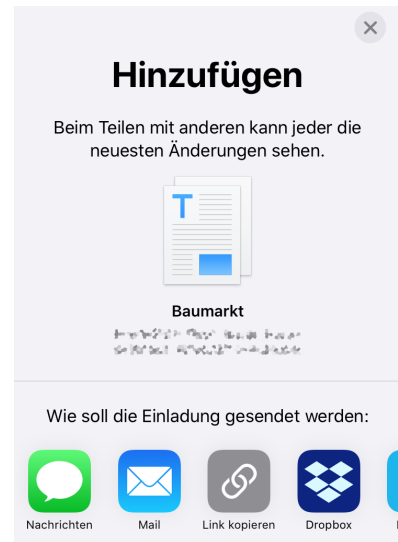 Hinzufügen
Beim Teilen mit anderen kann jeder die
neuesten Änderungen sehen.
T
Baumarkt
Wie soll die Einladung gesendet werden:
Nachrichten Mail Link kopieren Dropbox